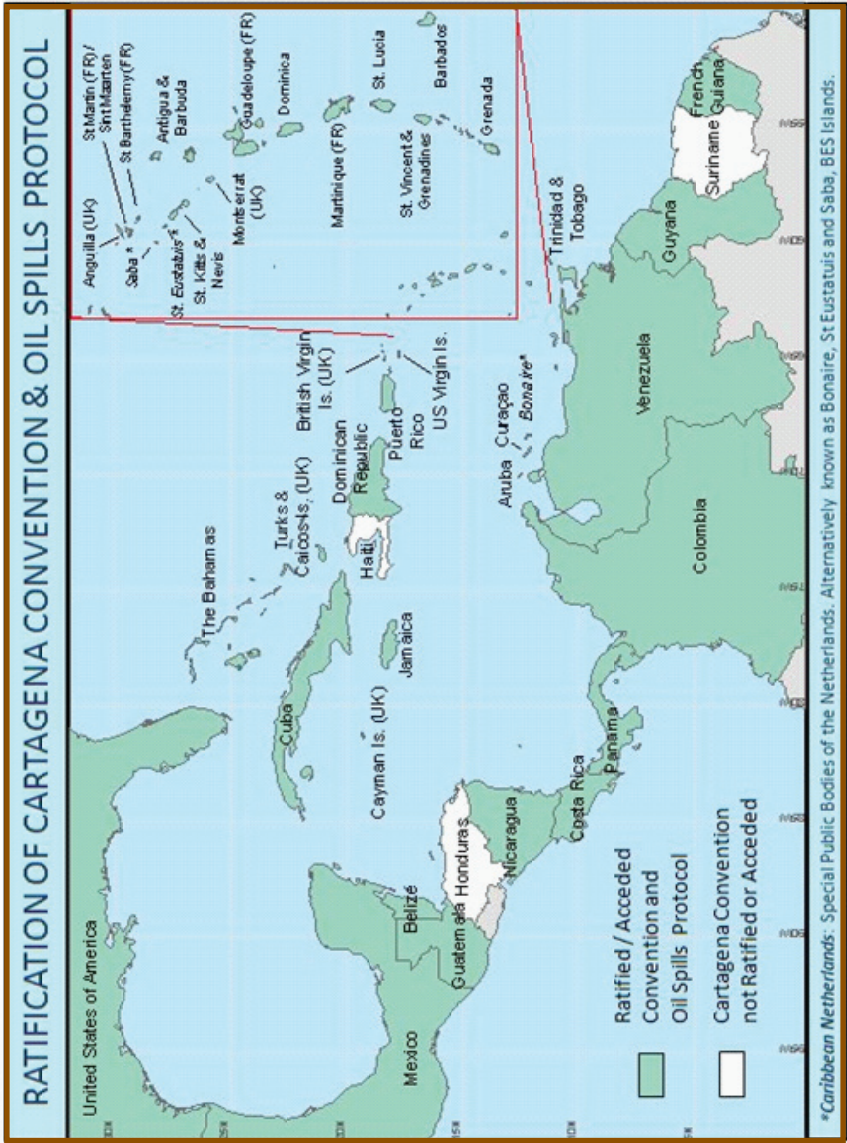 RATIFICATION OF CARTAGENA CONVENTION & OIL SPILLS PROTOCOL
United States of America
Mexico
Belize
Guatemala
Honduras
Nicaragua
Costa Rica
Panama
Cuba
Cayman Is. (UK)
Jamaica
The Bahamas
Turks &
Caicos Is. (UK)
Haiti
Dominican
Republic
Puerto
Rico
British Virgin
Is. (UK)
US Virgin Is.
Aruba
Curaçao
Bonaire*
Colombia
Venezuela
Trinidad &
Tobago
Guyana
Suriname
French
Guiana
Anguilla (UK)
St Martin (FR) /
Sint Maarten
St Barthelemy (FR)
Saba *
St. Eustatuis*
St. Kitts &
Nevis
Antigua &
Barbuda
Montserrat
(UK)
Guadeloupe (FR)
Dominica
Martinique (FR)
St. Lucia
St. Vincent &
Grenadines
Barbados
Grenada
Ratified / Acceded
Convention and
Oil Spills Protocol
Cartagena Convention
not Ratified or Acceded
*Caribbean Netherlands: Special Public Bodies of the Netherlands. Alternatively known as Bonaire, St Eustatuis and Saba, BES Islands.